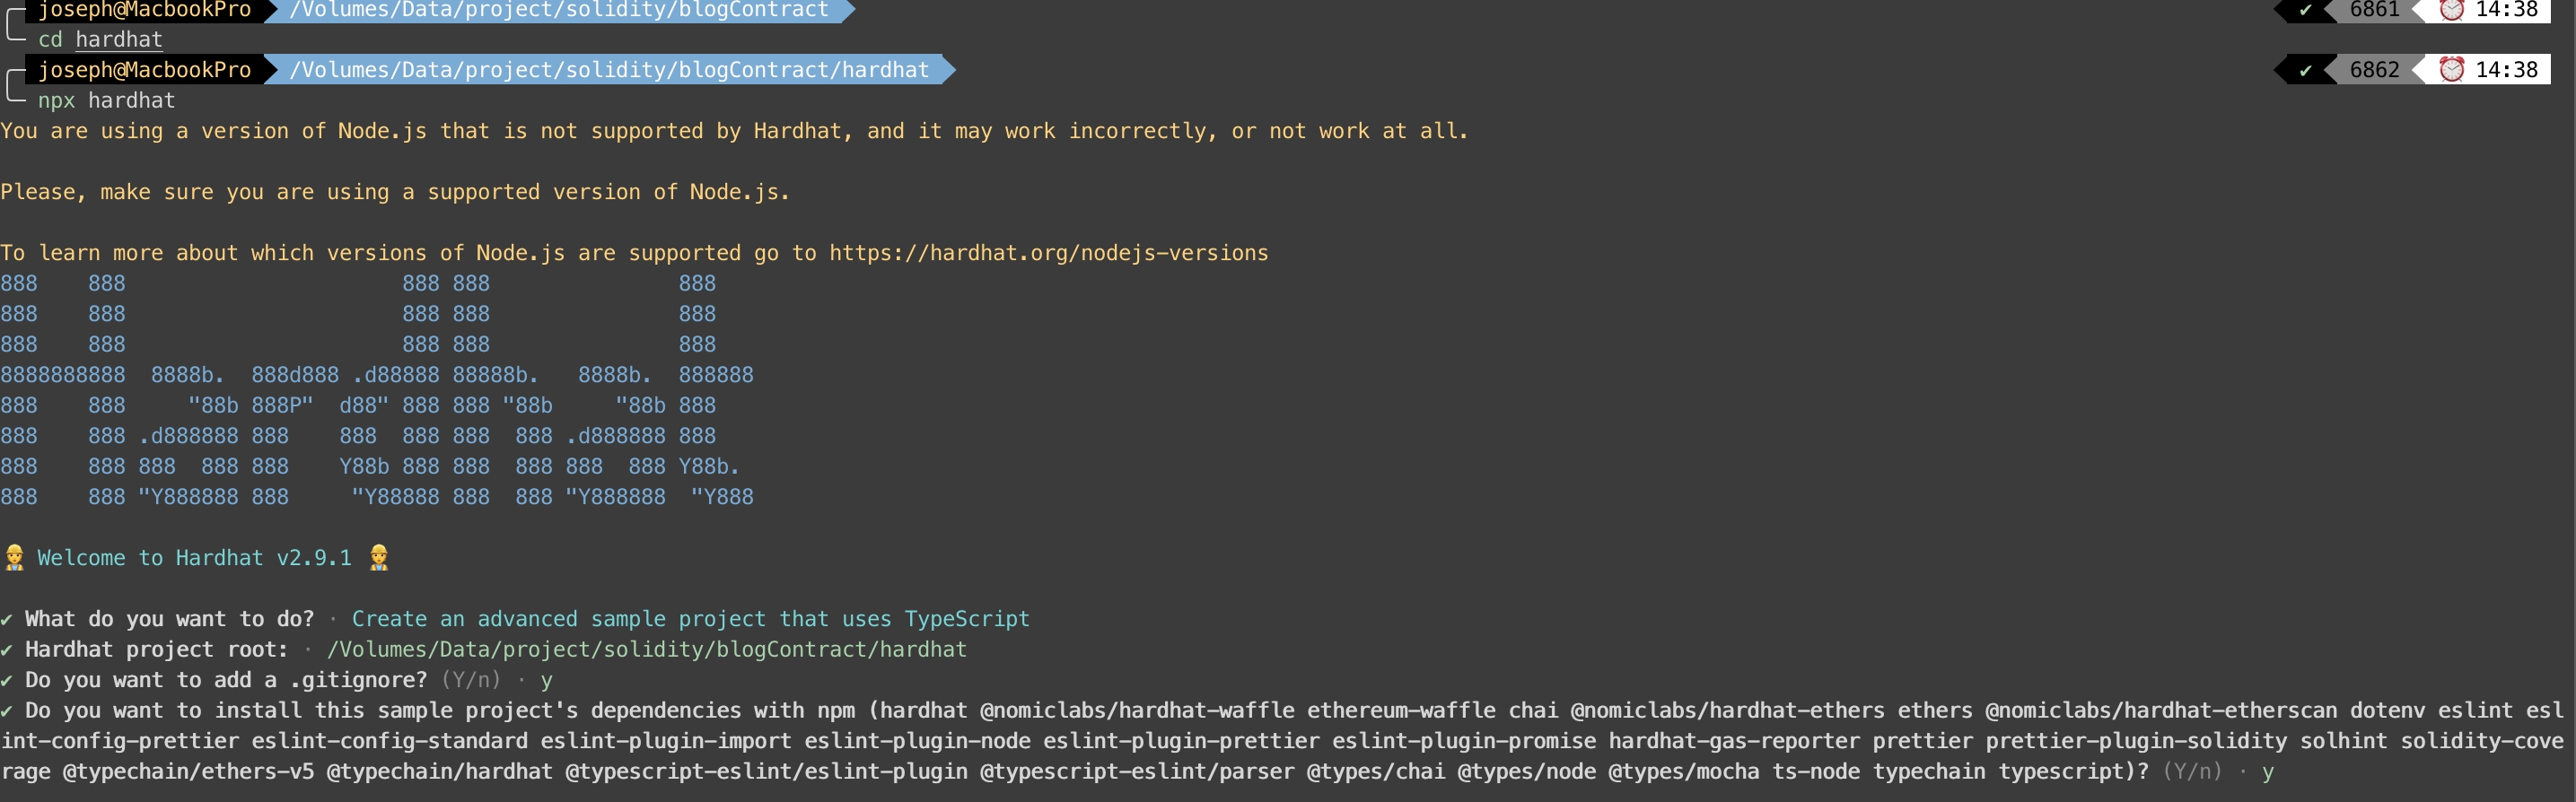 joseph@MacbookPro /Volumes/Data/project/solidity/blogContract ✔ 6861 ⏰ 14:38
cd hardhat
joseph@MacbookPro /Volumes/Data/project/solidity/blogContract/hardhat ✔ 6862 ⏰ 14:38
npx hardhat
You are using a version of Node.js that is not supported by Hardhat, and it may work incorrectly, or not work at all.
Please, make sure you are using a supported version of Node.js.
To learn more about which versions of Node.js are supported go to https://hardhat.org/nodejs-versions
888    888                      888 888               888
888    888                      888 888               888
888    888                      888 888               888
8888888888  8888b.  888d888 .d88888 88888b.   8888b.  888888
888    888     "88b 888P"  d88" 888 888 "88b     "88b 888
888    888 .d888888 888    888  888 888  888 .d888888 888
888    888 888  888 888    Y88b 888 888  888 888  888 Y88b.
888    888 "Y888888 888     "Y88888 888  888 "Y888888  "Y888
👷 Welcome to Hardhat v2.9.1 👷
✔ What do you want to do? · Create an advanced sample project that uses TypeScript
✔ Hardhat project root: · /Volumes/Data/project/solidity/blogContract/hardhat
✔ Do you want to add a .gitignore? (Y/n) · y
✔ Do you want to install this sample project's dependencies with npm (hardhat @nomiclabs/hardhat-waffle ethereum-waffle chai @nomiclabs/hardhat-ethers ethers @nomiclabs/hardhat-etherscan dotenv eslint esl
int-config-prettier eslint-config-standard eslint-plugin-import eslint-plugin-node eslint-plugin-prettier eslint-plugin-promise hardhat-gas-reporter prettier prettier-plugin-solidity solhint solidity-cove
rage @typechain/ethers-v5 @typechain/hardhat @typescript-eslint/eslint-plugin @typescript-eslint/parser @types/chai @types/node @types/mocha ts-node typechain typescript)? (Y/n) · y